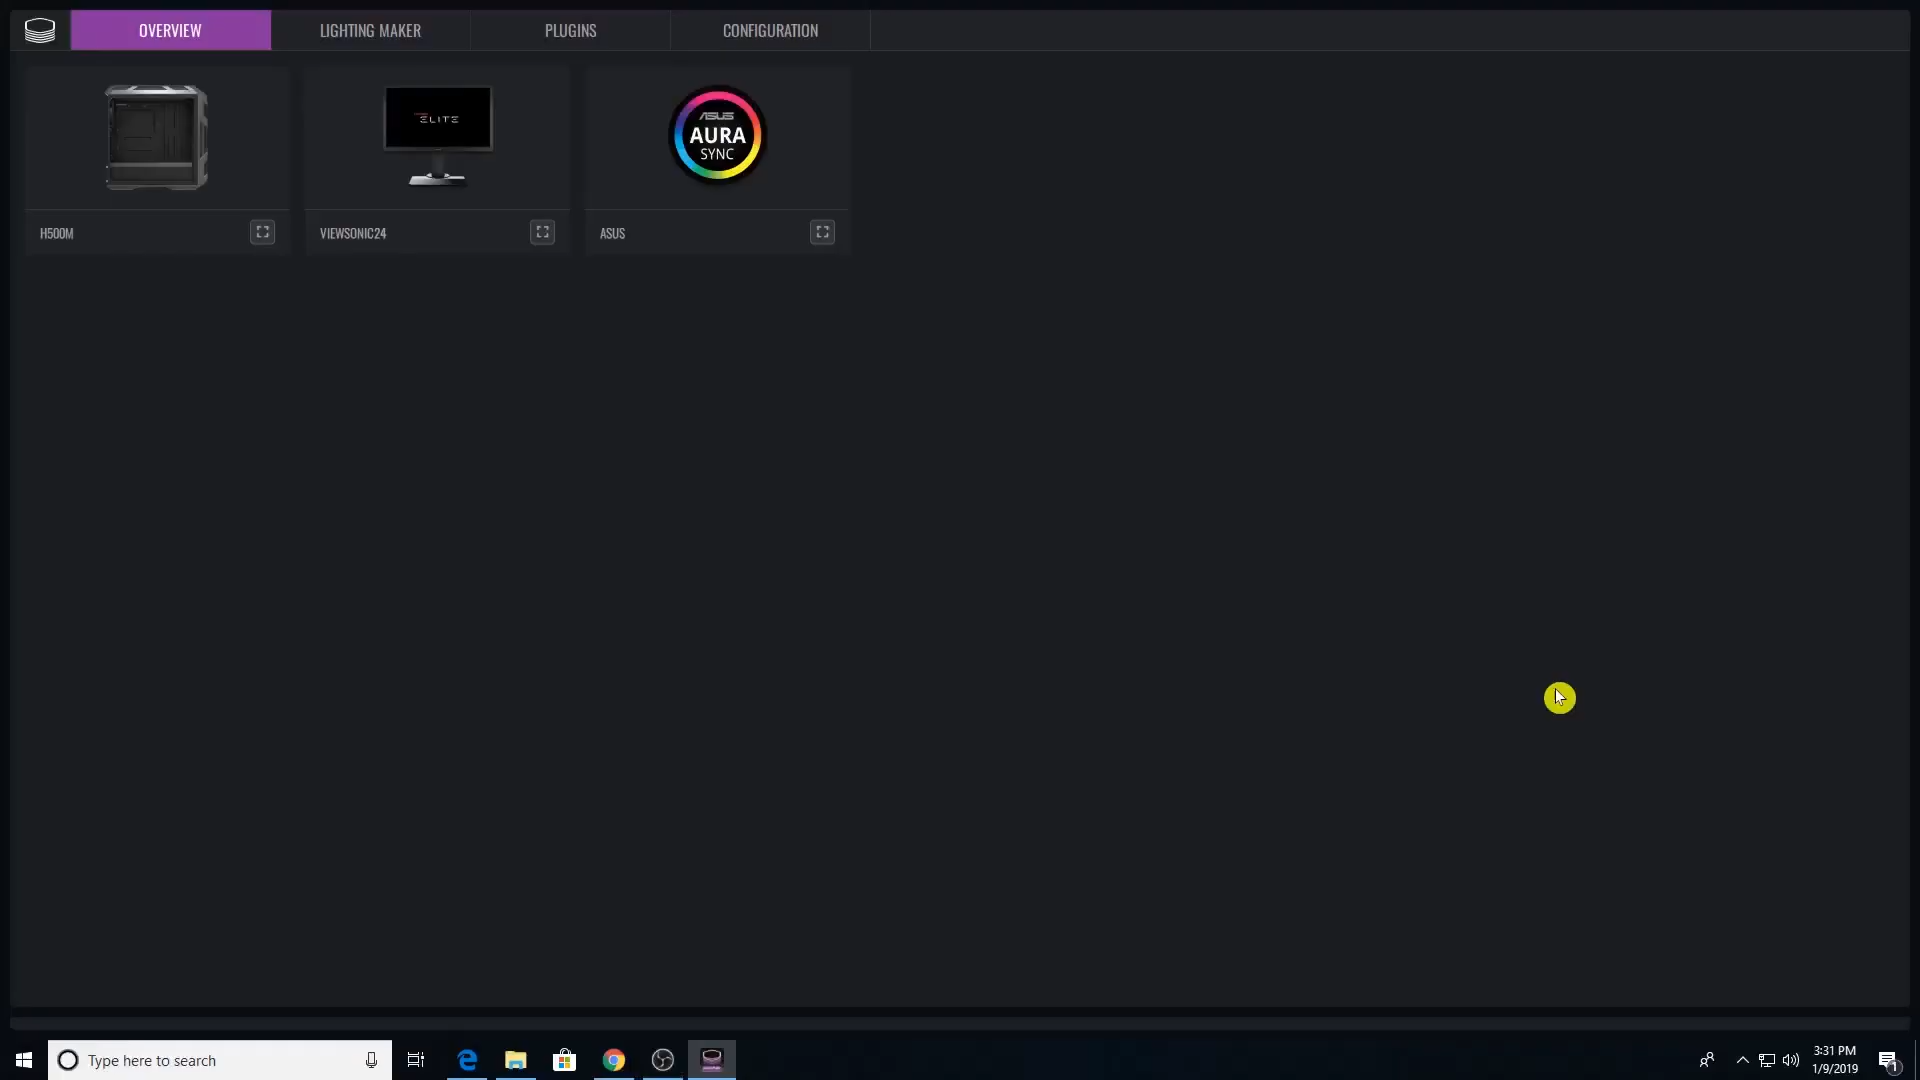 OVERVIEW
LIGHTING MAKER
PLUGINS
CONFIGURATION
ELITE
ASUS
AURA
SYNC
H500M
VIEWSONIC24
ASUS
Type here to search
3:31 PM
1/9/2019
1